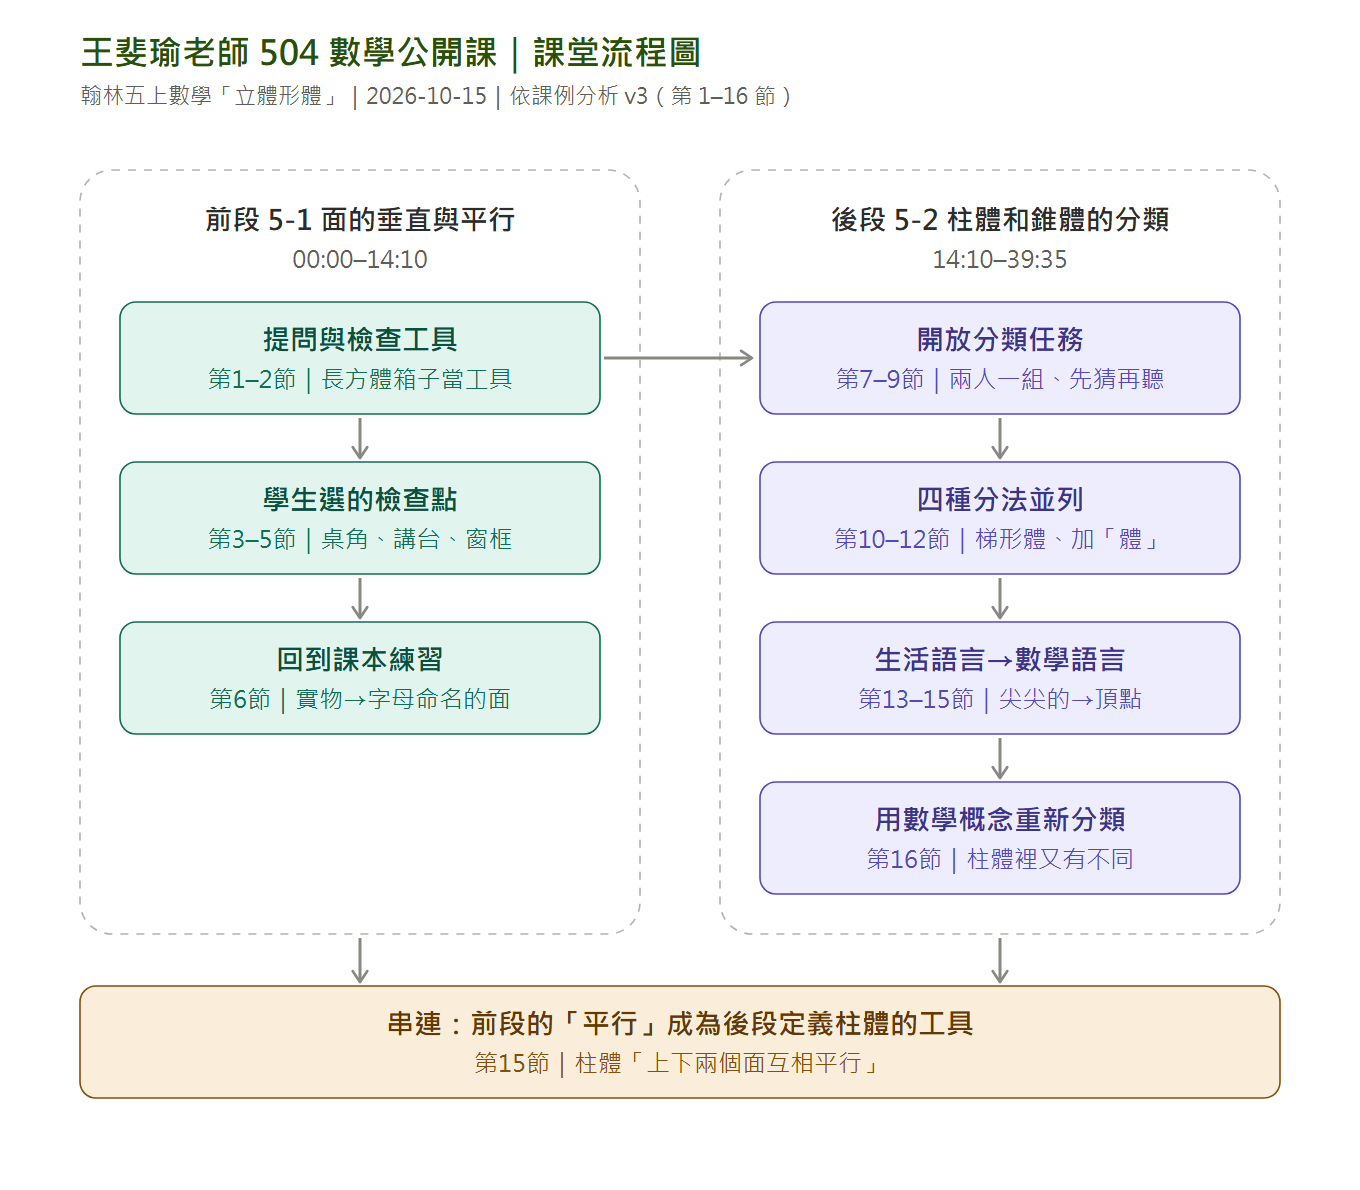 王斐瑜老師 504 數學公開課｜課堂流程圖
翰林五上數學「立體形體」｜2026-10-15｜依課例分析 v3（第 1–16 節）
前段 5-1 面的垂直與平行
00:00–14:10
提問與檢查工具
第1–2節｜長方體箱子當工具
學生選的檢查點
第3–5節｜桌角、講台、窗框
回到課本練習
第6節｜實物→字母命名的面
後段 5-2 柱體和錐體的分類
14:10–39:35
開放分類任務
第7–9節｜兩人一組、先猜再聽
四種分法並列
第10–12節｜梯形體、加「體」
生活語言→數學語言
第13–15節｜尖尖的→頂點
用數學概念重新分類
第16節｜柱體裡又有不同
串連：前段的「平行」成為後段定義柱體的工具
第15節｜柱體「上下兩個面互相平行」